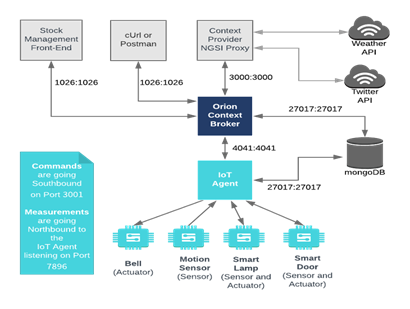 Stock
Management
Front-End
cUrl or
Postman
Context
Provider
NGSI Proxy
Weather
API
Twitter
API
1026:1026
1026:1026
3000:3000
27017:27017
Orion
Context
Broker
mongoDB
4041:4041
IoT
Agent
27017:27017
Commands
are going
Southbound
on Port 3001
Measurements
are going
Northbound to
the
IoT Agent
listening on Port
7896
Bell
(Actuator)
Motion
Sensor
(Sensor)
Smart
Lamp
(Sensor
and Actuator)
Smart
Door
(Sensor and
Actuator)